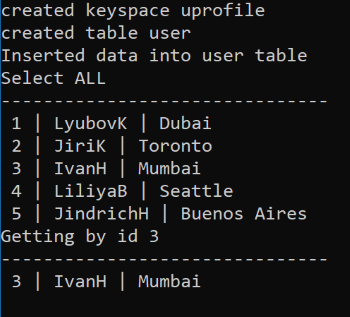 created keyspace uprofile
created table user
Inserted data into user table
Select ALL
-------------------------------
1 | LyubovK | Dubai
2 | JiriK | Toronto
3 | IvanH | Mumbai
4 | LiliyaB | Seattle
5 | JindrichH | Buenos Aires
Getting by id 3
-------------------------------
3 | IvanH | Mumbai